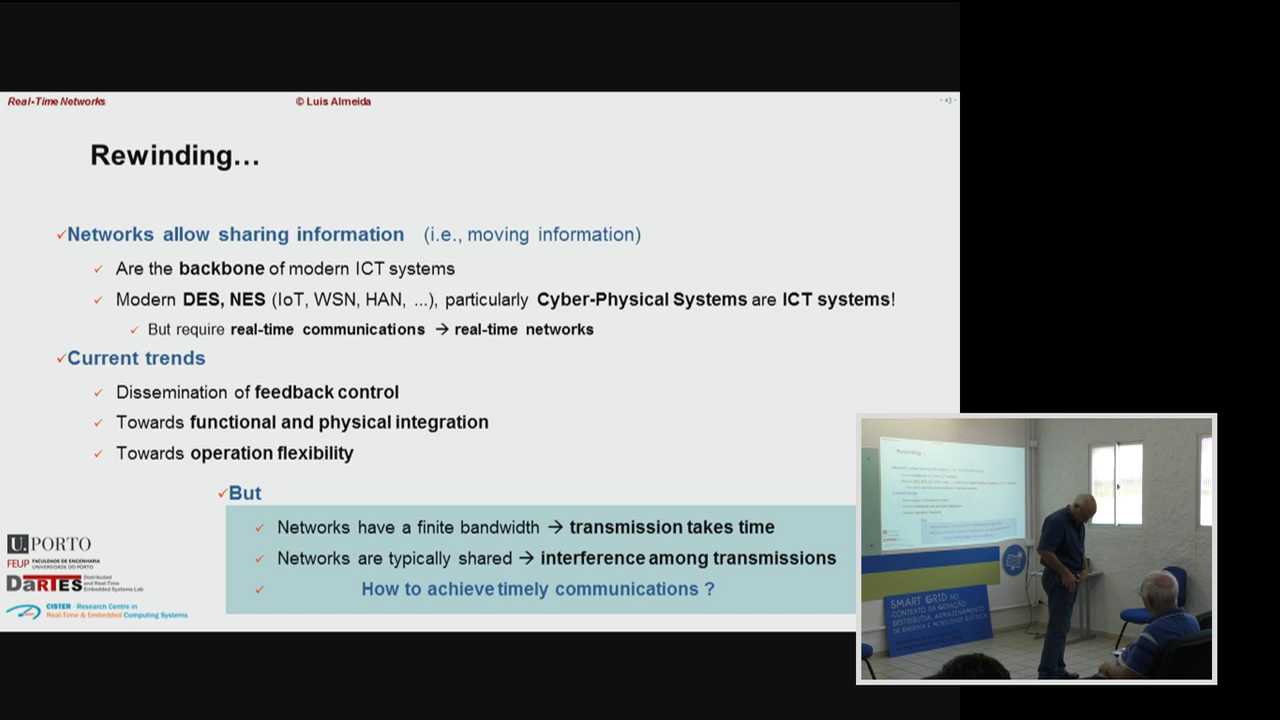 Real-Time Networks
© Luis Almeida
Rewinding…
Networks allow sharing information (i.e., moving information)
Are the backbone of modern ICT systems
Modern DES, NES (IoT, WSN, HAN, ...), particularly Cyber-Physical Systems are ICT systems!
But require real-time communications → real-time networks
Current trends
Dissemination of feedback control
Towards functional and physical integration
Towards operation flexibility
But
Networks have a finite bandwidth → transmission takes time
Networks are typically shared → interference among transmissions
How to achieve timely communications ?
U.PORTO
FEUP FACULDADE DE ENGENHARIA
UNIVERSIDADE DO PORTO
DaRTES Distributed
and Real-Time
Embedded Systems Lab
CISTER - Research Centre in
Real-Time & Embedded Computing Systems
Rewinding...
SMART GRID NO
CONTEXTO DA GERAÇÃO
DISTRIBUÍDA, ARMAZENAMENTO
DE ENERGIA E MOBILIDADE ELÉTRICA